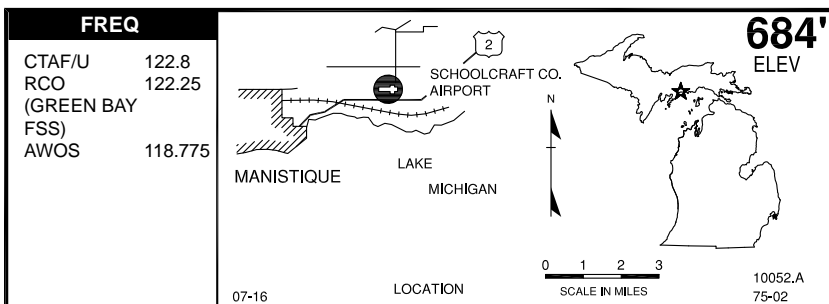 FREQ
CTAF/U 122.8
RCO 122.25
(GREEN BAY
FSS)
AWOS 118.775
2
SCHOOLCRAFT CO.
AIRPORT
MANISTIQUE
LAKE
MICHIGAN
N
684'
ELEV
0 1 2 3
SCALE IN MILES
07-16
LOCATION
10052.A
75-02